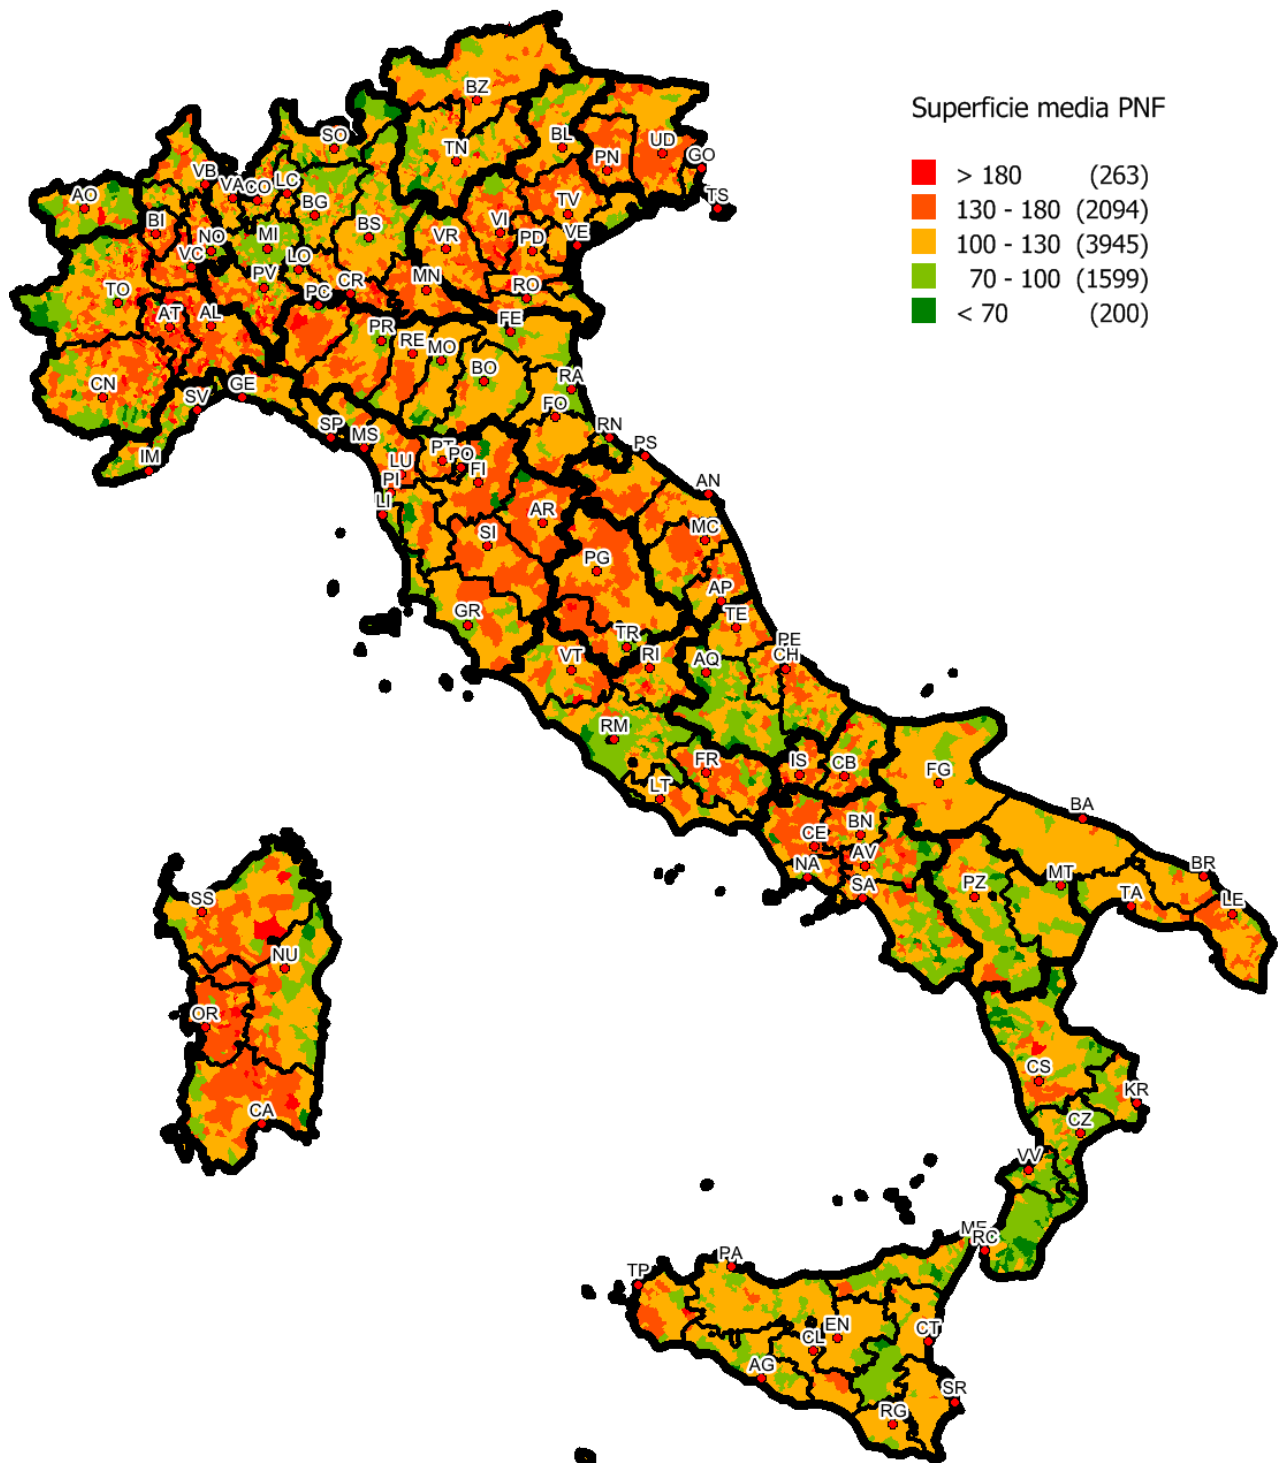 Superficie media PNF
> 180 (263)
130 - 180 (2094)
100 - 130 (3945)
70 - 100 (1599)
< 70 (200)
BZ
SO
TN
BL
UD
PN
GO
VB
VA
CO
LC
AO
BG
TV
TS
BI
BS
VI
NO
MI
VR
PD
VE
VC
LO
PV
CR
MN
RO
TO
PC
AT
AL
FE
PR
RE
MO
BO
CN
SV
GE
RA
FO
SP
MS
RN
PS
IM
PT
PO
LU
FI
PI
LI
AN
AR
SI
MC
PG
AP
GR
TE
TR
PE
CH
VT
RI
AQ
RM
FR
IS
CB
FG
LT
BA
CE
BN
NA
AV
SA
PZ
MT
BR
TA
LE
SS
NU
OR
CA
CS
KR
CZ
VV
ME
RC
PA
TP
EN
CL
CT
AG
SR
RG